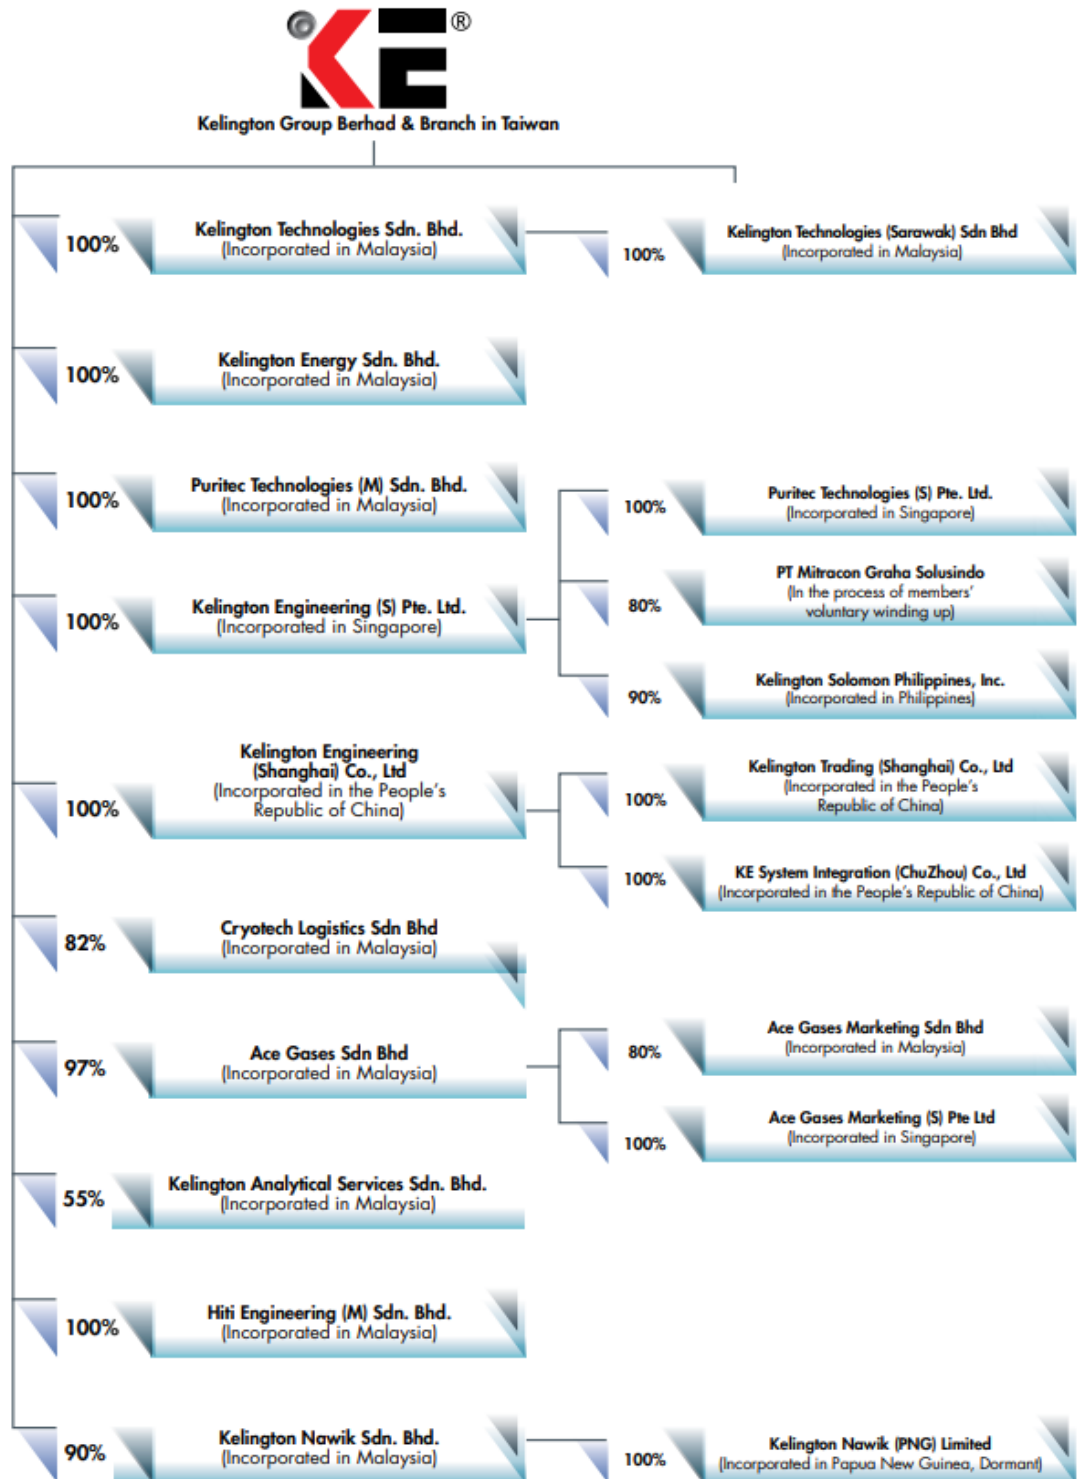 KE®
Kelington Group Berhad & Branch in Taiwan
100%
Kelington Technologies Sdn. Bhd.
(Incorporated in Malaysia)
100%
Kelington Technologies (Sarawak) Sdn Bhd
(Incorporated in Malaysia)
100%
Kelington Energy Sdn. Bhd.
(Incorporated in Malaysia)
100%
Puritec Technologies (M) Sdn. Bhd.
(Incorporated in Malaysia)
100%
Kelington Engineering (S) Pte. Ltd.
(Incorporated in Singapore)
100%
Puritec Technologies (S) Pte. Ltd.
(Incorporated in Singapore)
80%
PT Mitracon Graha Solusindo
(In the process of members'
voluntary winding up)
90%
Kelington Solomon Philippines, Inc.
(Incorporated in Philippines)
100%
Kelington Engineering
(Shanghai) Co., Ltd
(Incorporated in the People's
Republic of China)
100%
Kelington Trading (Shanghai) Co., Ltd
(Incorporated in the People's
Republic of China)
100%
KE System Integration (ChuZhou) Co., Ltd
(Incorporated in the People's Republic of China)
82%
Cryotech Logistics Sdn Bhd
(Incorporated in Malaysia)
97%
Ace Gases Sdn Bhd
(Incorporated in Malaysia)
80%
Ace Gases Marketing Sdn Bhd
(Incorporated in Malaysia)
100%
Ace Gases Marketing (S) Pte Ltd
(Incorporated in Singapore)
55%
Kelington Analytical Services Sdn. Bhd.
(Incorporated in Malaysia)
100%
Hiti Engineering (M) Sdn. Bhd.
(Incorporated in Malaysia)
90%
Kelington Nawik Sdn. Bhd.
(Incorporated in Malaysia)
100%
Kelington Nawik (PNG) Limited
(Incorporated in Papua New Guinea, Dormant)